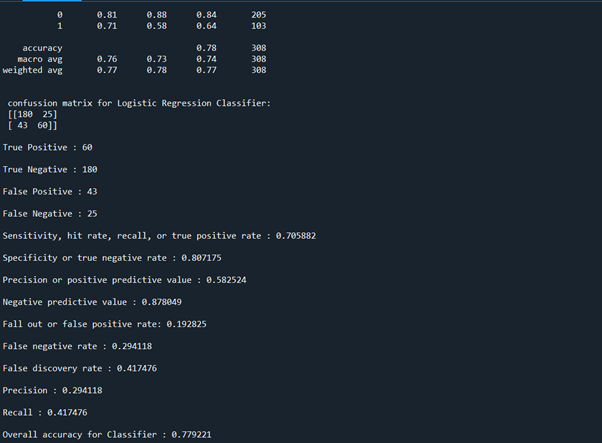 0 0.81 0.88 0.84 205
1 0.71 0.58 0.64 103
accuracy 0.78 308
macro avg 0.76 0.73 0.74 308
weighted avg 0.77 0.78 0.77 308
confussion matrix for Logistic Regression Classifier:
[[180 25]
[ 43 60]]
True Positive : 60
True Negative : 180
False Positive : 43
False Negative : 25
Sensitivity, hit rate, recall, or true positive rate : 0.705882
Specificity or true negative rate : 0.807175
Precision or positive predictive value : 0.582524
Negative predictive value : 0.878049
Fall out or false positive rate: 0.192825
False negative rate : 0.294118
False discovery rate : 0.417476
Precision : 0.294118
Recall : 0.417476
Overall accuracy for Classifier : 0.779221